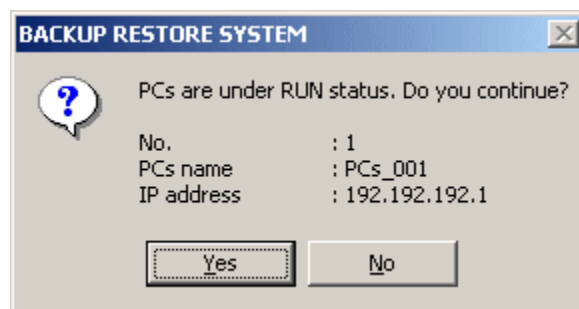 BACKUP RESTORE SYSTEM
?
PCs are under RUN status. Do you continue?
No. : 1
PCs name : PCs_001
IP address : 192.192.192.1
Yes No